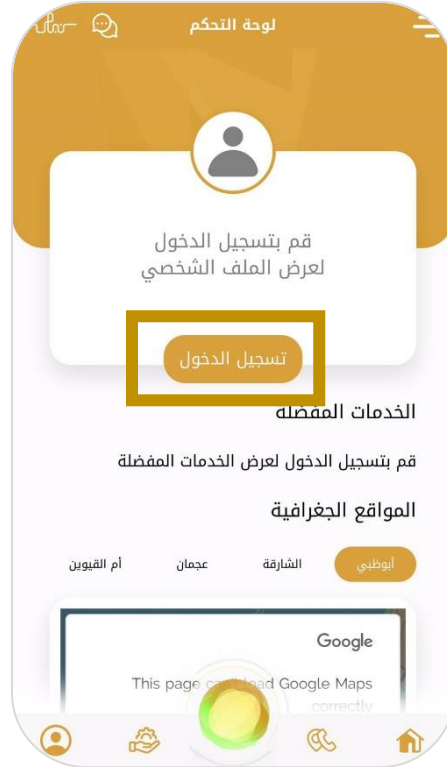 لوحة التحكم
قم بتسجيل الدخول
لعرض الملف الشخصي
تسجيل الدخول
الخدمات المفضلة
قم بتسجيل الدخول لعرض الخدمات المفضلة
المواقع الجغرافية
أبوظبي الشارقة عجمان أم القيوين
Google
This page can't load Google Maps
correctly